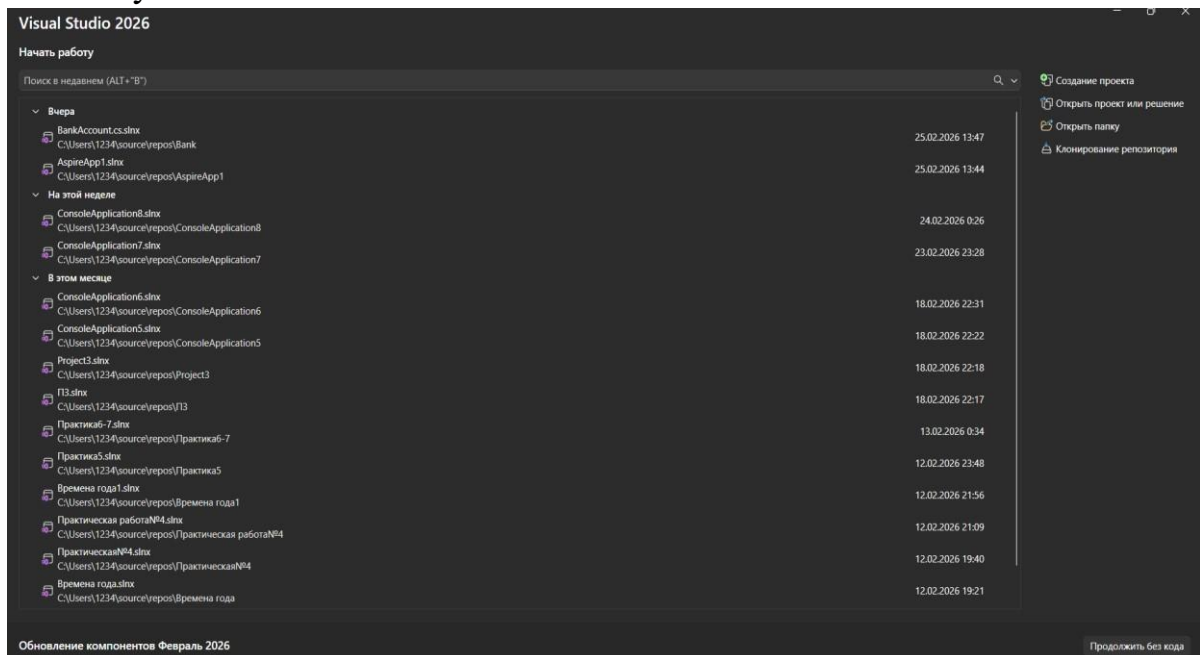 Visual Studio 2026
Начать работу
Поиск в недавнем (ALT+"В")
Вчера
BankAccount.cs.slnx
C:\Users\1234\source\repos\Bank
25.02.2026 13:47
AspireApp1.slnx
C:\Users\1234\source\repos\AspireApp1
25.02.2026 13:44
На этой неделе
ConsoleApplication8.slnx
C:\Users\1234\source\repos\ConsoleApplication8
24.02.2026 0:26
ConsoleApplication7.slnx
C:\Users\1234\source\repos\ConsoleApplication7
23.02.2026 23:28
В этом месяце
ConsoleApplication6.slnx
C:\Users\1234\source\repos\ConsoleApplication6
18.02.2026 22:31
ConsoleApplication5.slnx
C:\Users\1234\source\repos\ConsoleApplication5
18.02.2026 22:22
Project3.slnx
C:\Users\1234\source\repos\Project3
18.02.2026 22:18
П3.slnx
C:\Users\1234\source\repos\П3
18.02.2026 22:17
Практика6-7.slnx
C:\Users\1234\source\repos\Практика6-7
13.02.2026 0:34
Практика5.slnx
C:\Users\1234\source\repos\Практика5
12.02.2026 23:48
Времена года1.slnx
C:\Users\1234\source\repos\Времена года1
12.02.2026 21:56
Практическая работа№4.slnx
C:\Users\1234\source\repos\Практическая работа№4
12.02.2026 21:09
Практическая№4.slnx
C:\Users\1234\source\repos\Практическая№4
12.02.2026 19:40
Времена года.slnx
C:\Users\1234\source\repos\Времена года
12.02.2026 19:21
Создание проекта
Открыть проект или решение
Открыть папку
Клонирование репозитория
Обновление компонентов Февраль 2026
Продолжить без кода